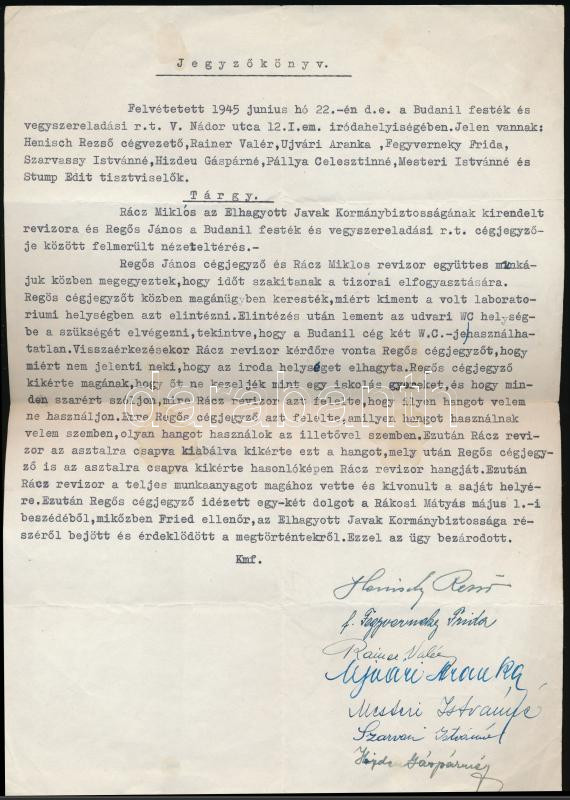 Jegyzőkönyv.
Felvétetett 1945 junius hó 22.-én d.e. a Budanil festék és
vegyszereladási r.t. V. Nádor utca 12.I.em. iródahelyiségében.Jelen vannak:
Henisch Rezső cégvezető,Rainer Valér,Ujvári Aranka ,Fegyverneky Frida,
Szarvassy Istvánné,Hizdeu Gáspárné,Pállya Celesztinné,Mesteri Istvánné és
Stump Edit tisztviselők.
Tárgy.
Rácz Miklós az Elhagyott Javak Kormánybiztosságának kirendelt
revizora és Regős János a Budanil festék és vegyszereladási r.t. cégjegyző-
je között felmerült nézeteltérés.-
Regős János cégjegyző és Rácz Miklos revizor együttes munká-
juk közben megegyeztek,hogy időt szakitanak a tizórai elfogyasztására.
Regős cégjegyzőt közben magánügyben keresték,miért kiment a volt laborato-
riumi helységben azt elintézni.Elintézés után lement az udvari WC helység-
be a szükségét elvégezni,tekintve,hogy a Budanil cég két W.C.-je használha-
tatlan.Visszaérkezésekor Rácz revizor kérdőre vonta Regős cégjegyzőt,hogy
miért nem jelenti neki,hogy az iroda helységet elhagyta.Regős cégjegyző
kikérte magának,hogy őt ne kezeljék mint egy iskolás gyereket,és hogy min-
den szarért szóljon,mire Rácz revizor azt felelte,hogy ilyen hangot velem
ne használjon.Erre Regős cégjegyző azt felelte,amilyen hangot használnak
velem szemben,olyan hangot használok az illetővel szemben.Ezután Rácz revi-
zor az asztalra csapva kiabálva kikérte ezt a hangot,mely után Regős cégjegy-
ző is az asztalra csapva kikérte hasonlóképen Rácz revizor hangját.Ezután
Rácz revizor a teljes munkaanyagot magához vette és kivonult a saját helyé-
re.Ezután Regős cégjegyző idézett egy-két dolgot a Rákosi Mátyás május 1.-i
beszédéből,miközben Fried ellenőr,az Elhagyott Javak Kormánybiztossága ré-
széről bejött és érdeklödött a megtörténtekről.Ezzel az ügy bezárodott.
Kmf.
darabanth
Henisch Rezső
f. Fegyverneky Frida
Rainer Valér
Ujvári Aranka
Mesteri Istvánné
Szarvasi Istvánné
Gáspárné